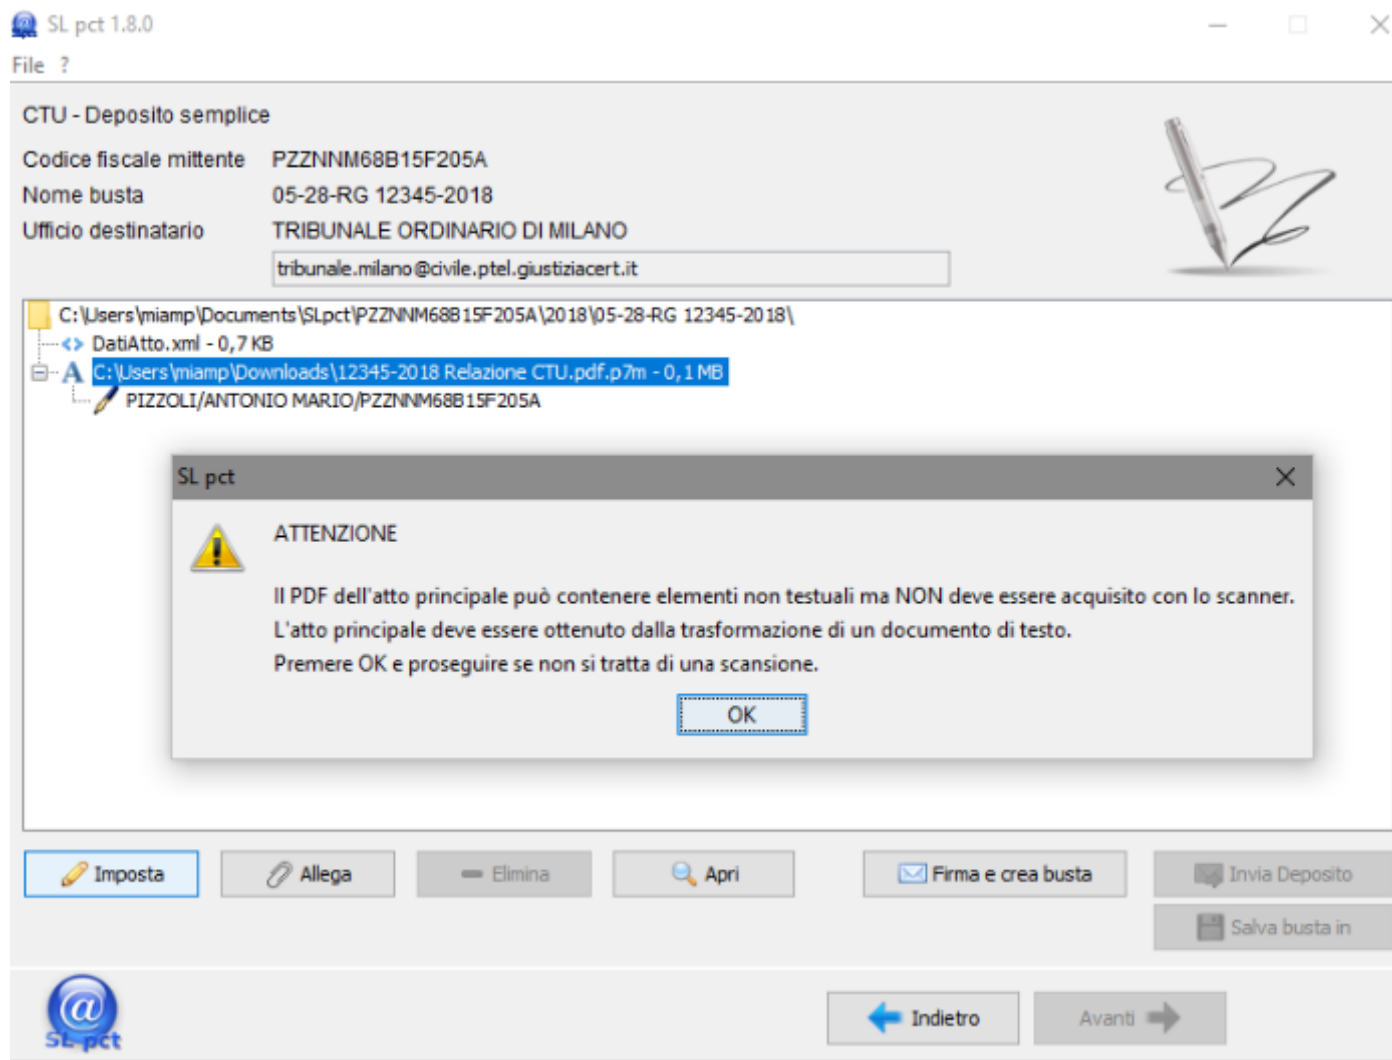 SL pct 1.8.0
File ?
CTU - Deposito semplice
Codice fiscale mittente PZZNNM68B15F205A
Nome busta 05-28-RG 12345-2018
Ufficio destinatario TRIBUNALE ORDINARIO DI MILANO
tribunale.milano@civile.ptel.giustiziacert.it
C:\Users\miamp\Documents\SLpct\PZZNNM68B15F205A\2018\05-28-RG 12345-2018\
DatiAtto.xml - 0,7 KB
A C:\Users\miamp\Downloads\12345-2018 Relazione CTU.pdf.p7m - 0,1 MB
PIZZOLI/ANTONIO MARIO/PZZNNM68B15F205A
SL pct
ATTENZIONE
Il PDF dell'atto principale può contenere elementi non testuali ma NON deve essere acquisito con lo scanner.
L'atto principale deve essere ottenuto dalla trasformazione di un documento di testo.
Premere OK e proseguire se non si tratta di una scansione.
OK
Imposta Allega Elimina Apri Firma e crea busta Invia Deposito
Salva busta in
@ SL pct
Indietro Avanti